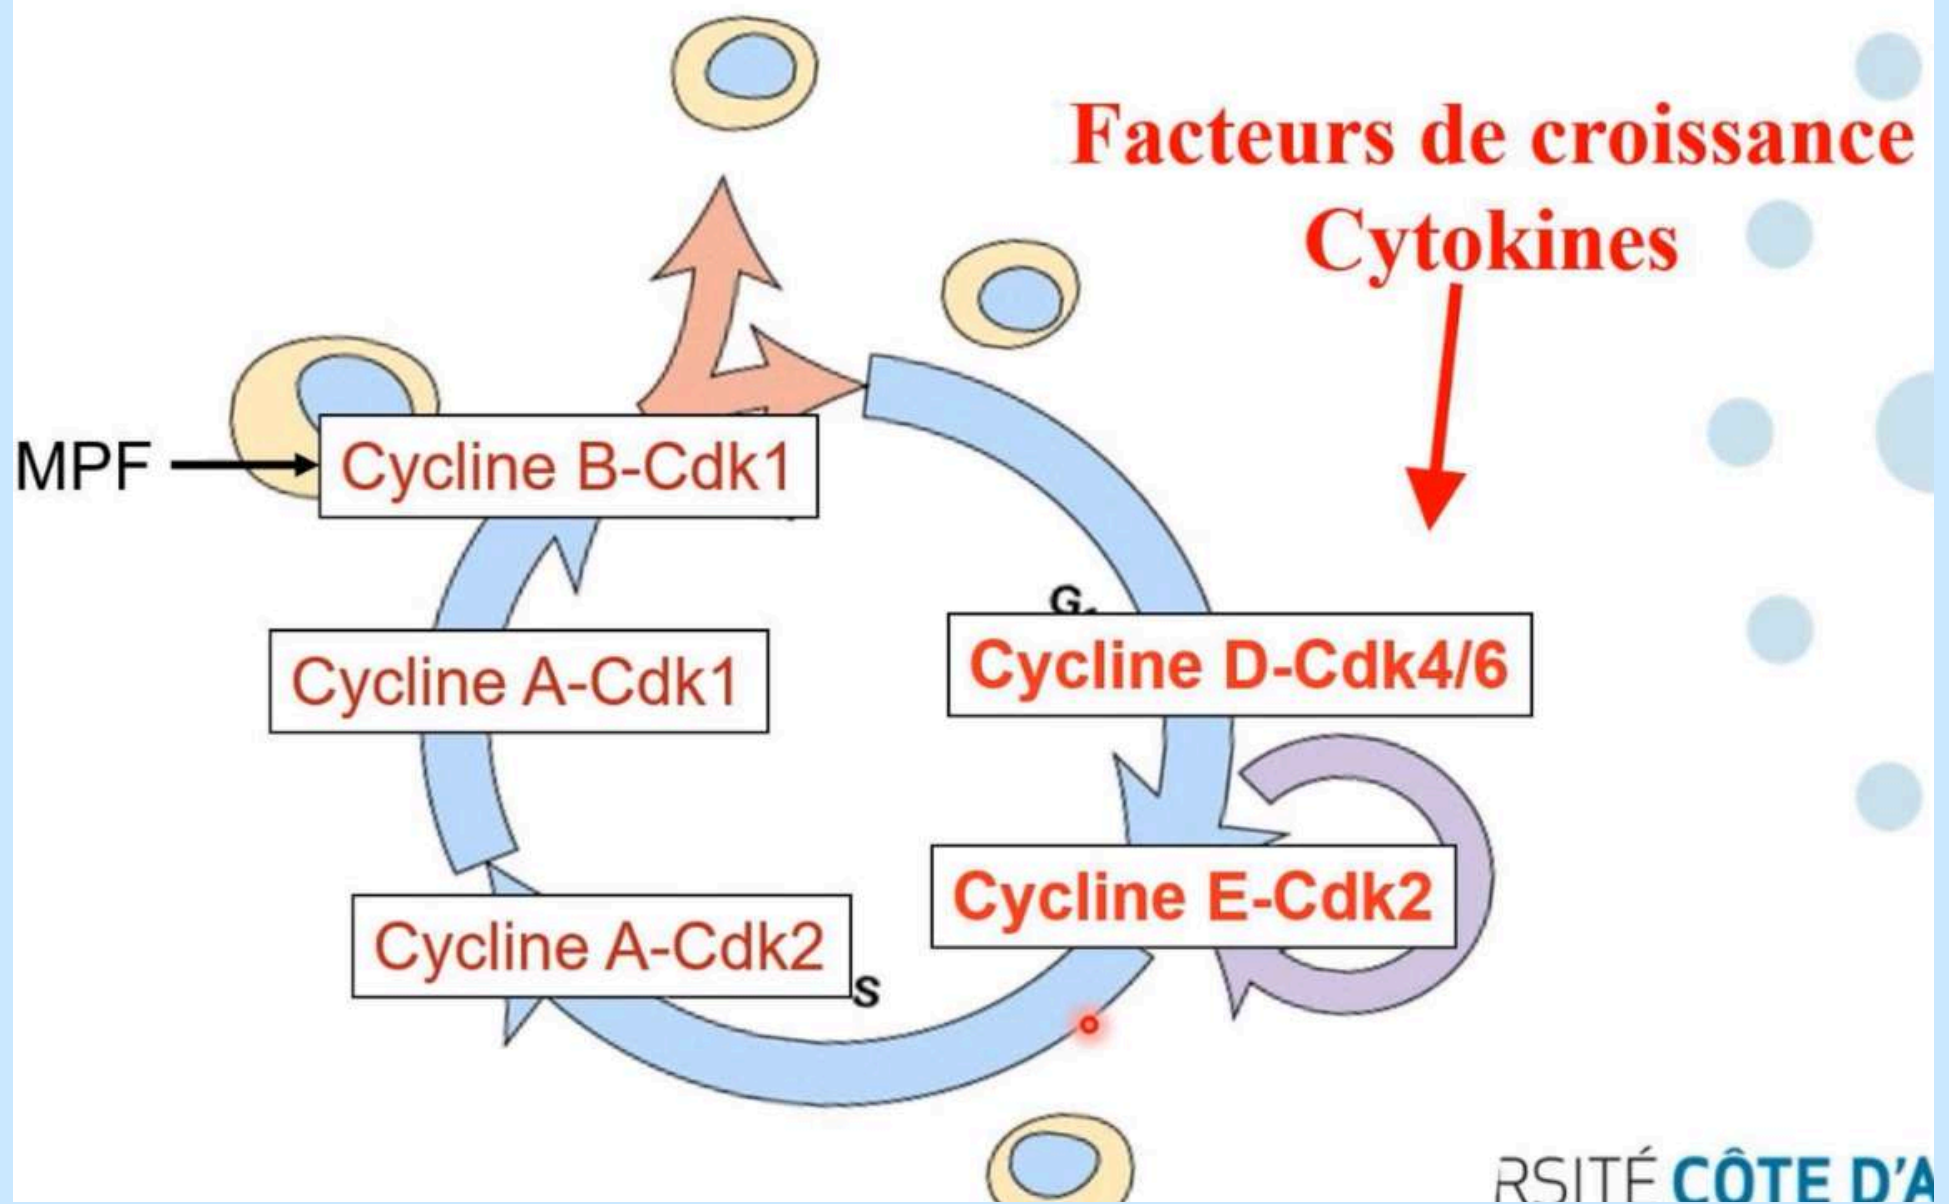 Facteurs de croissance
Cytokines
MPF
Cycline B-Cdk1
G
Cycline A-Cdk1
Cycline D-Cdk4/6
Cycline E-Cdk2
Cycline A-Cdk2
S
RSITÉ CÔTE D'A